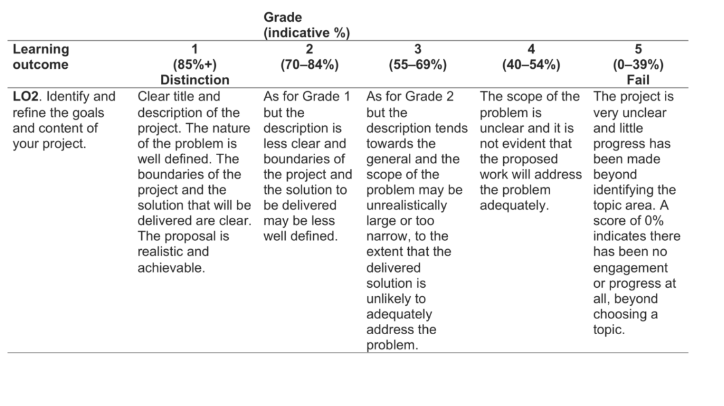 Grade
(indicative %)
Learning
outcome
1
(85%+)
Distinction
2
(70–84%)
3
(55–69%)
4
(40–54%)
5
(0–39%)
Fail
LO2. Identify and
refine the goals
and content of
your project.
Clear title and
description of the
project. The nature
of the problem is
well defined. The
boundaries of the
project and the
solution that will be
delivered are clear.
The proposal is
realistic and
achievable.
As for Grade 1
but the
description is
less clear and
boundaries of
the project and
the solution to
be delivered
may be less
well defined.
As for Grade 2
but the
description tends
towards the
general and the
scope of the
problem may be
unrealistically
large or too
narrow, to the
extent that the
delivered
solution is
unlikely to
adequately
address the
problem.
The scope of the
problem is
unclear and it is
not evident that
the proposed
work will address
the problem
adequately.
The project is
very unclear
and little
progress has
been made
beyond
identifying the
topic area. A
score of 0%
indicates there
has been no
engagement
or progress at
all, beyond
choosing a
topic.